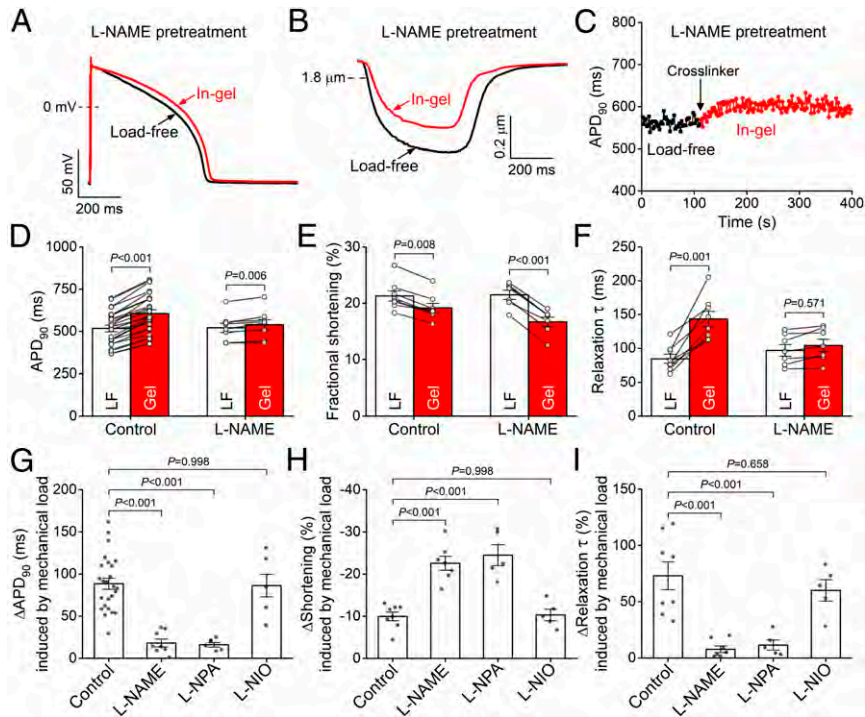 A
L-NAME pretreatment
0 mV
In-gel
Load-free
50 mV
200 ms
B
L-NAME pretreatment
1.8 µm
In-gel
Load-free
0.2 µm
200 ms
C
L-NAME pretreatment
APD90 (ms)
800
700
600
500
400
Crosslinker
Load-free
In-gel
0 100 200 300 400
Time (s)
D
APD90 (ms)
1000
750
500
250
0
P<0.001
P=0.006
LF Gel LF Gel
Control L-NAME
E
Fractional shortening (%)
30
20
10
0
P=0.008
P<0.001
LF Gel LF Gel
Control L-NAME
F
Relaxation τ (ms)
250
200
150
100
50
0
P=0.001
P=0.571
LF Gel LF Gel
Control L-NAME
G
ΔAPD90 (ms)
induced by mechanical load
200
150
100
50
0
P=0.998
P<0.001
P<0.001
Control L-NAME L-NPA L-NIO
H
ΔShortening (%)
induced by mechanical load
-40
-30
-20
-10
0
P=0.998
P<0.001
P<0.001
Control L-NAME L-NPA L-NIO
I
ΔRelaxation τ (%)
induced by mechanical load
150
100
50
0
P=0.658
P<0.001
P<0.001
Control L-NAME L-NPA L-NIO